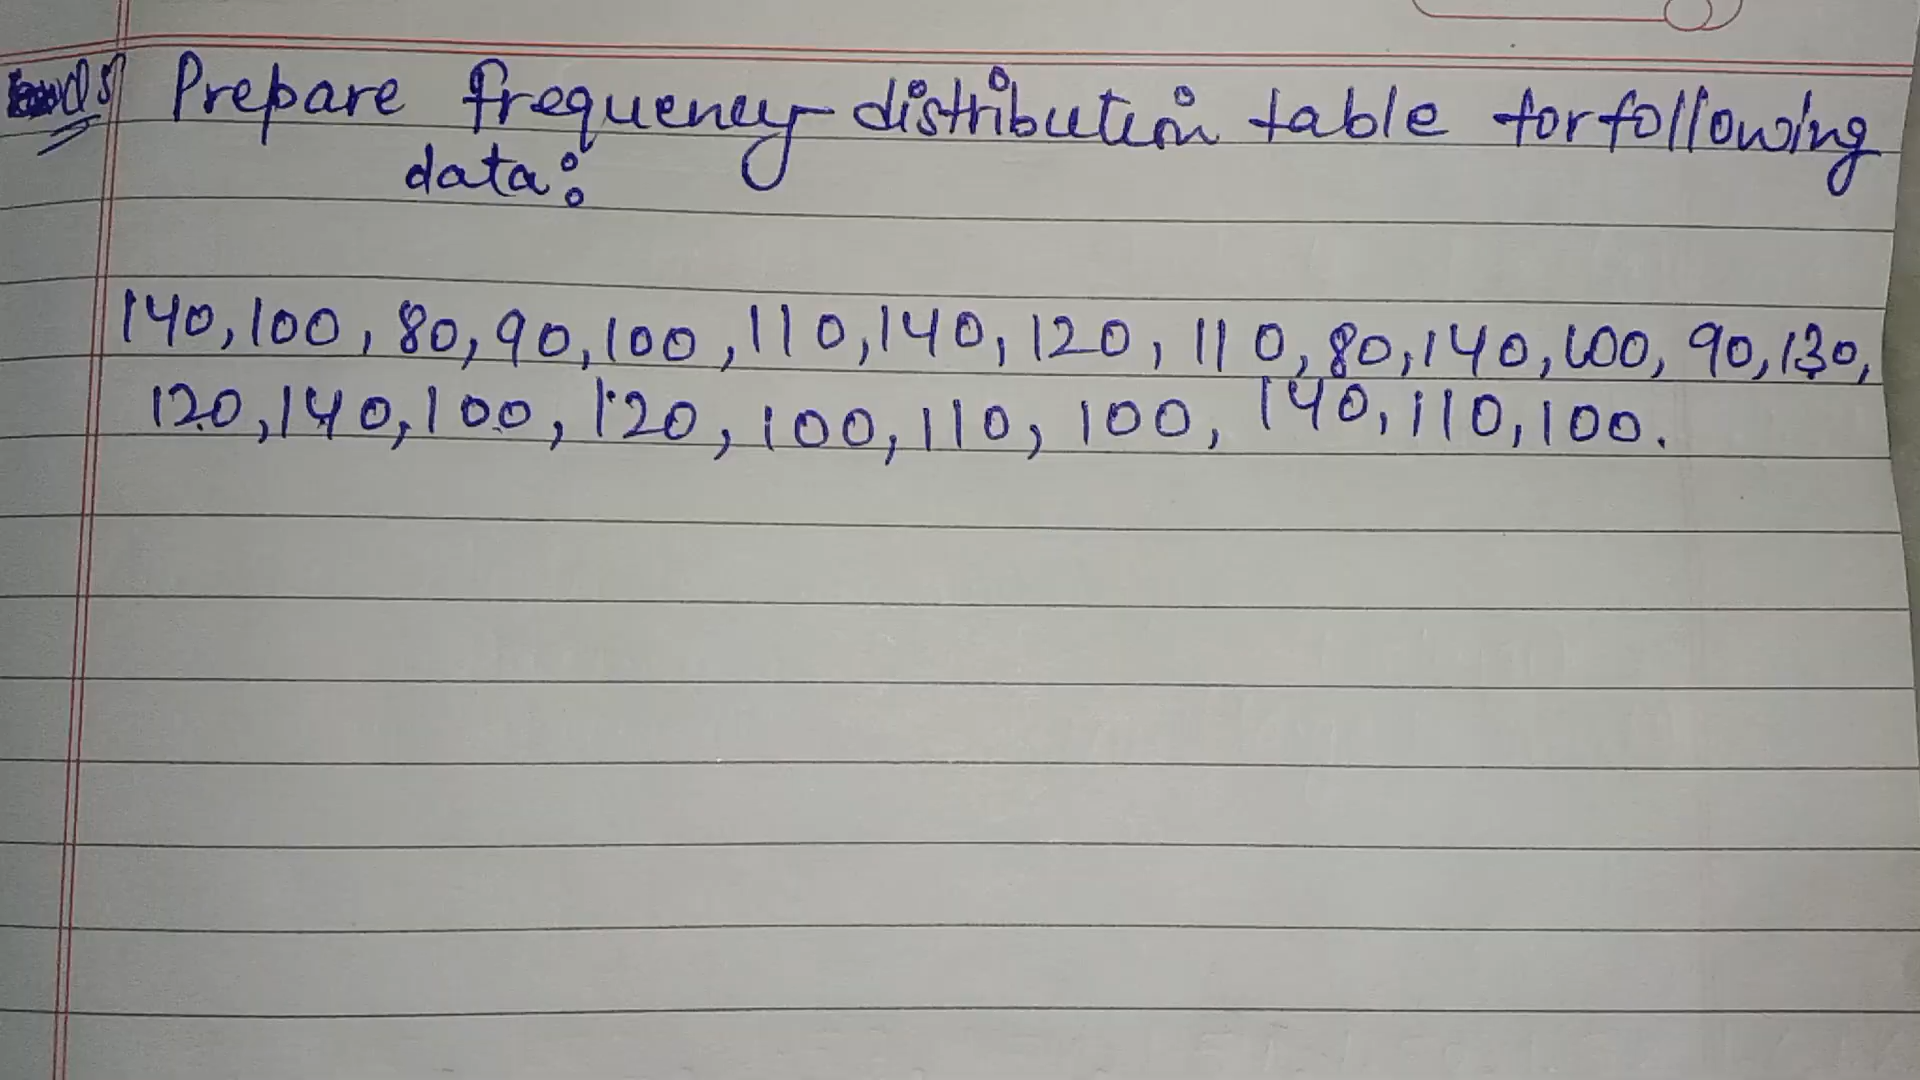 Q5 Prepare frequency distribution table for following
data:
140, 100, 80, 90, 100, 110, 140, 120, 110, 80, 140, 100, 90, 130,
120, 140, 100, 120, 100, 110, 100, 140, 110, 100.